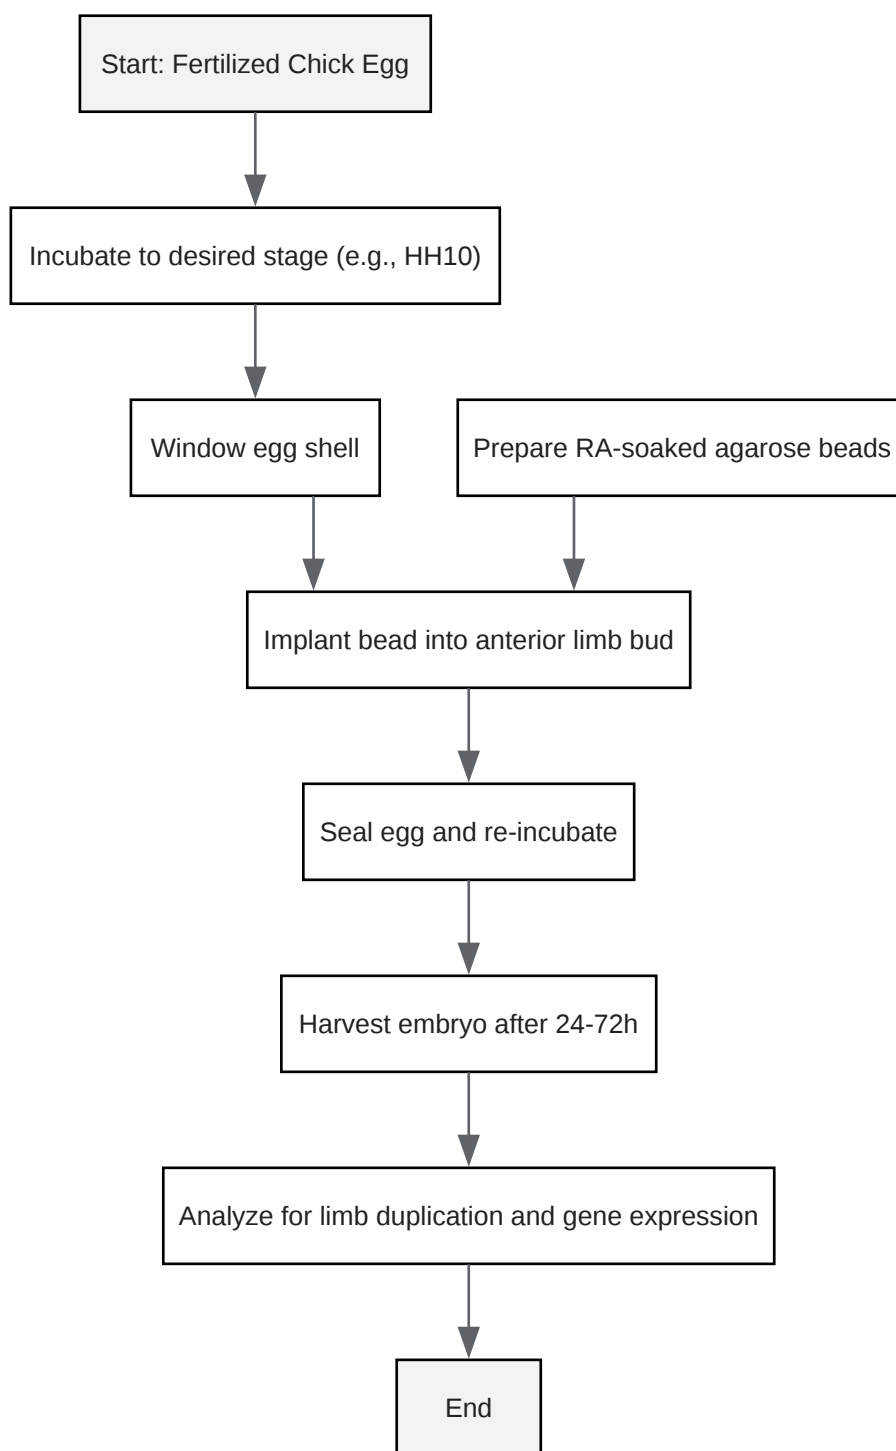 Start: Fertilized Chick Egg
Incubate to desired stage (e.g., HH10)
Window egg shell
Prepare RA-soaked agarose beads
Implant bead into anterior limb bud
Seal egg and re-incubate
Harvest embryo after 24-72h
Analyze for limb duplication and gene expression
End